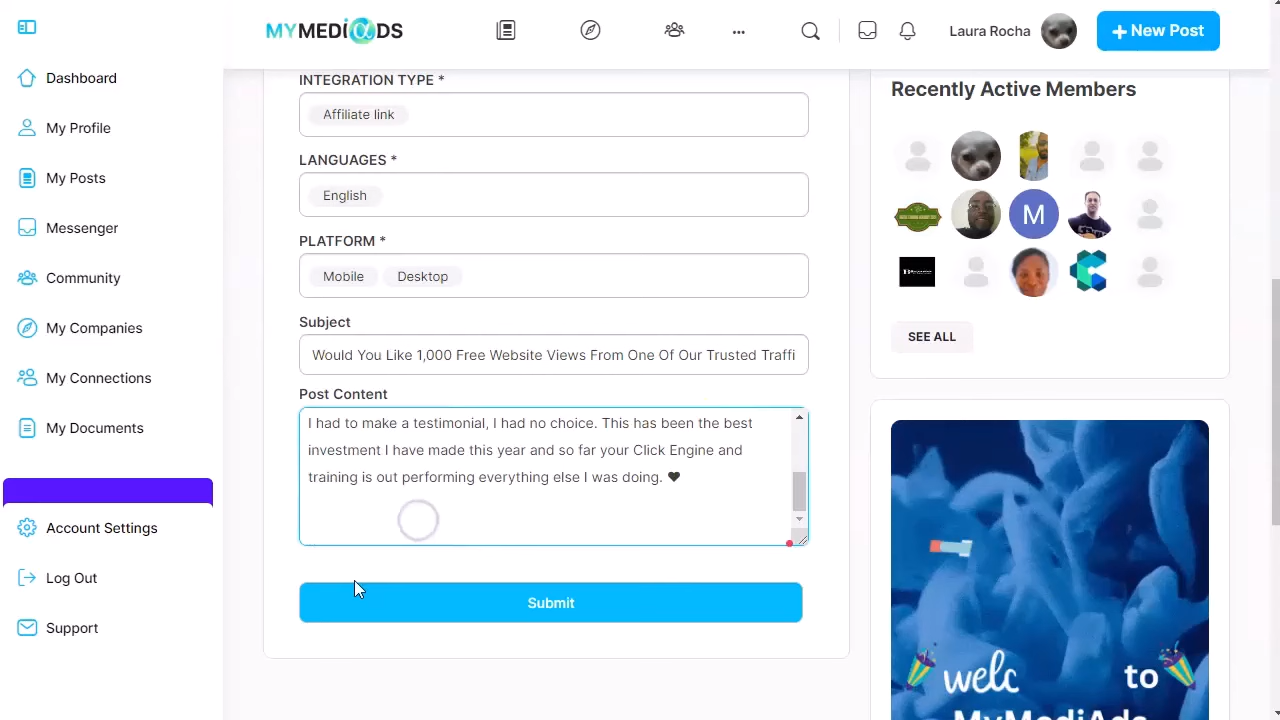 MYMEDI@DS
...
Laura Rocha
New Post
Dashboard
My Profile
My Posts
Messenger
Community
My Companies
My Connections
My Documents
Account Settings
Log Out
Support
INTEGRATION TYPE *
Affiliate link
LANGUAGES *
English
PLATFORM *
Mobile Desktop
Subject
Would You Like 1,000 Free Website Views From One Of Our Trusted Traffi
Post Content
I had to make a testimonial, I had no choice. This has been the best
investment I have made this year and so far your Click Engine and
training is out performing everything else I was doing. ♥
Submit
Recently Active Members
M
SEE ALL
welc to
MyMediAds